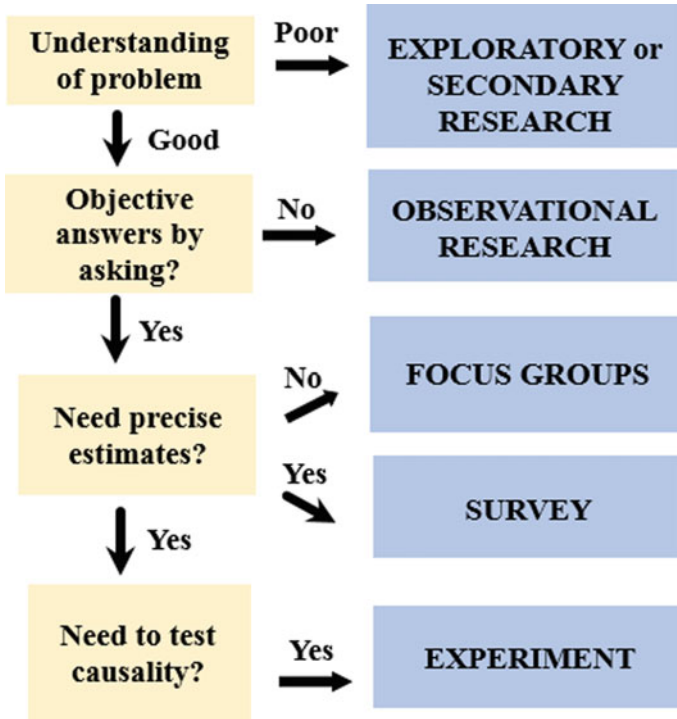 Understanding
of problem
Poor
EXPLORATORY or
SECONDARY
RESEARCH
Good
Objective
answers by
asking?
No
OBSERVATIONAL
RESEARCH
Yes
Need precise
estimates?
No
FOCUS GROUPS
Yes
SURVEY
Yes
Need to test
causality?
Yes
EXPERIMENT